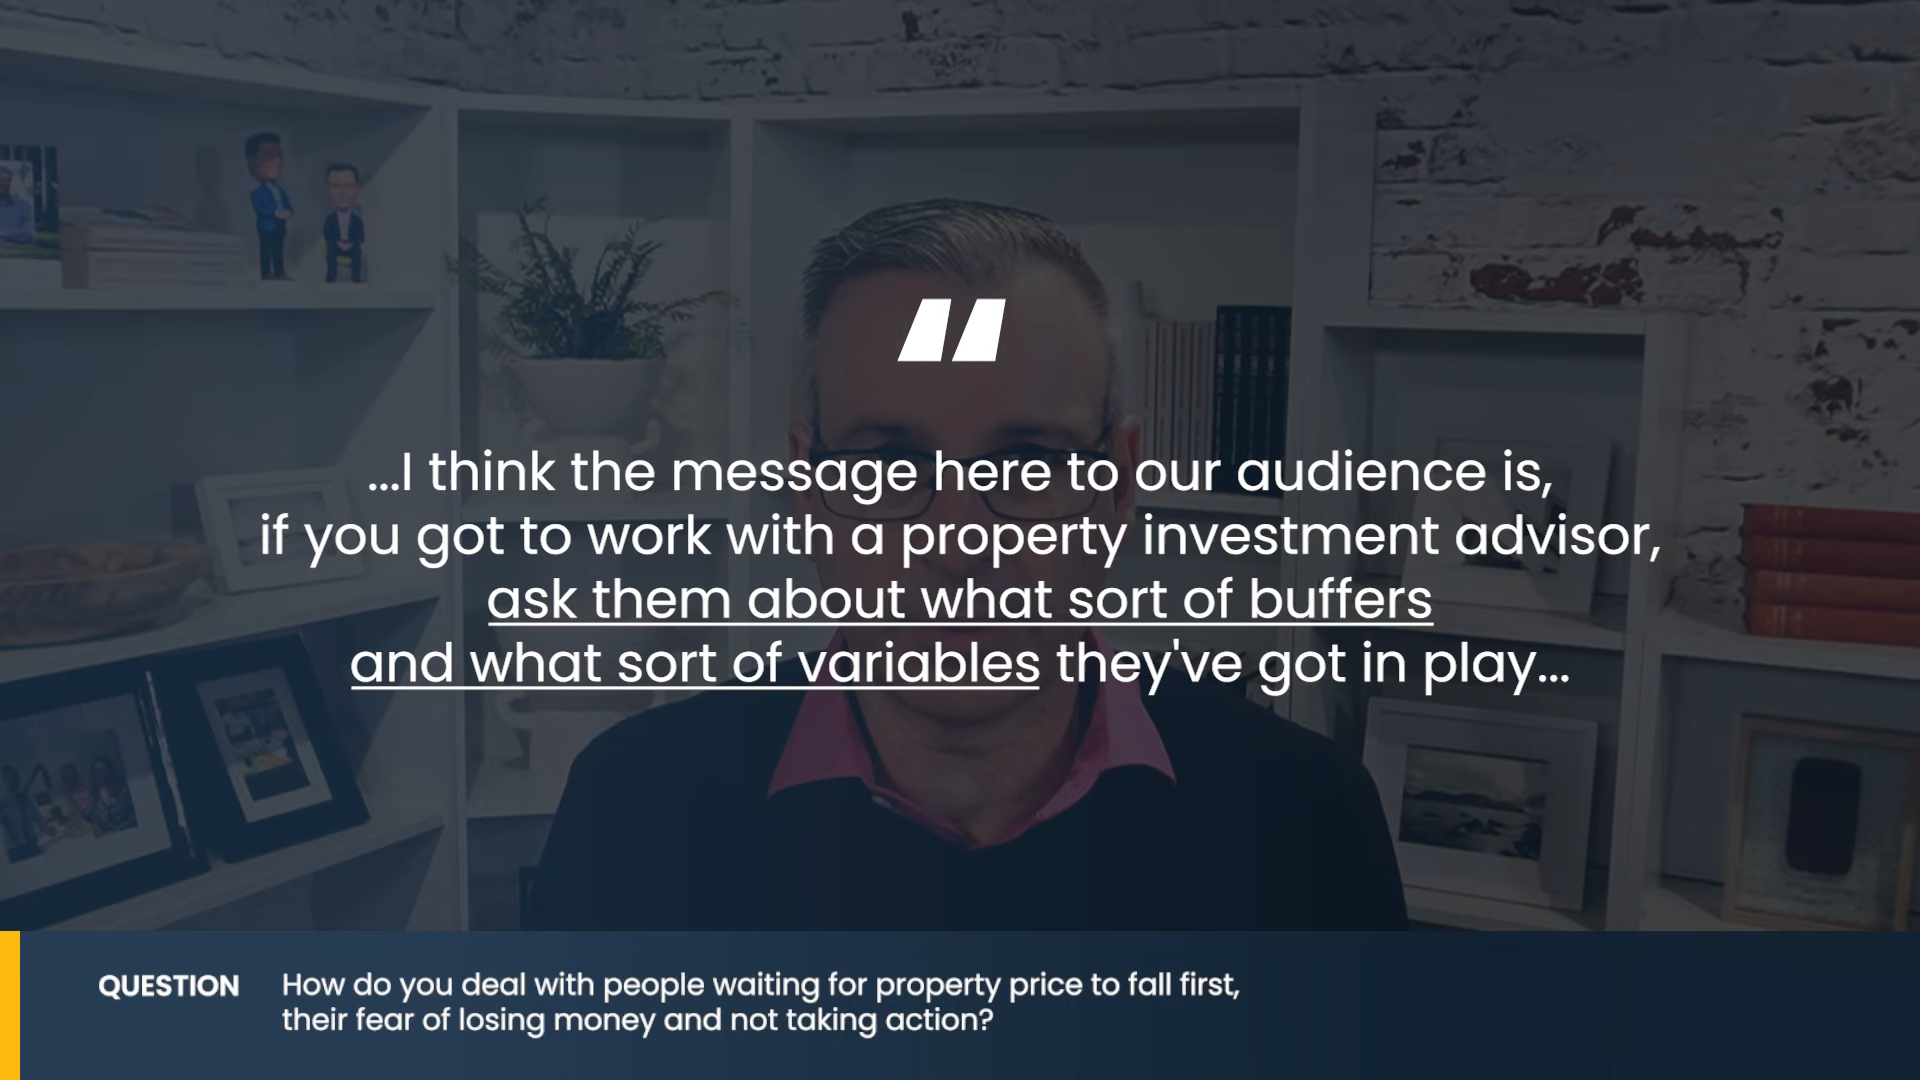 ...I think the message here to our audience is,
if you got to work with a property investment advisor,
ask them about what sort of buffers
and what sort of variables they've got in play...
QUESTION
How do you deal with people waiting for property price to fall first,
their fear of losing money and not taking action?